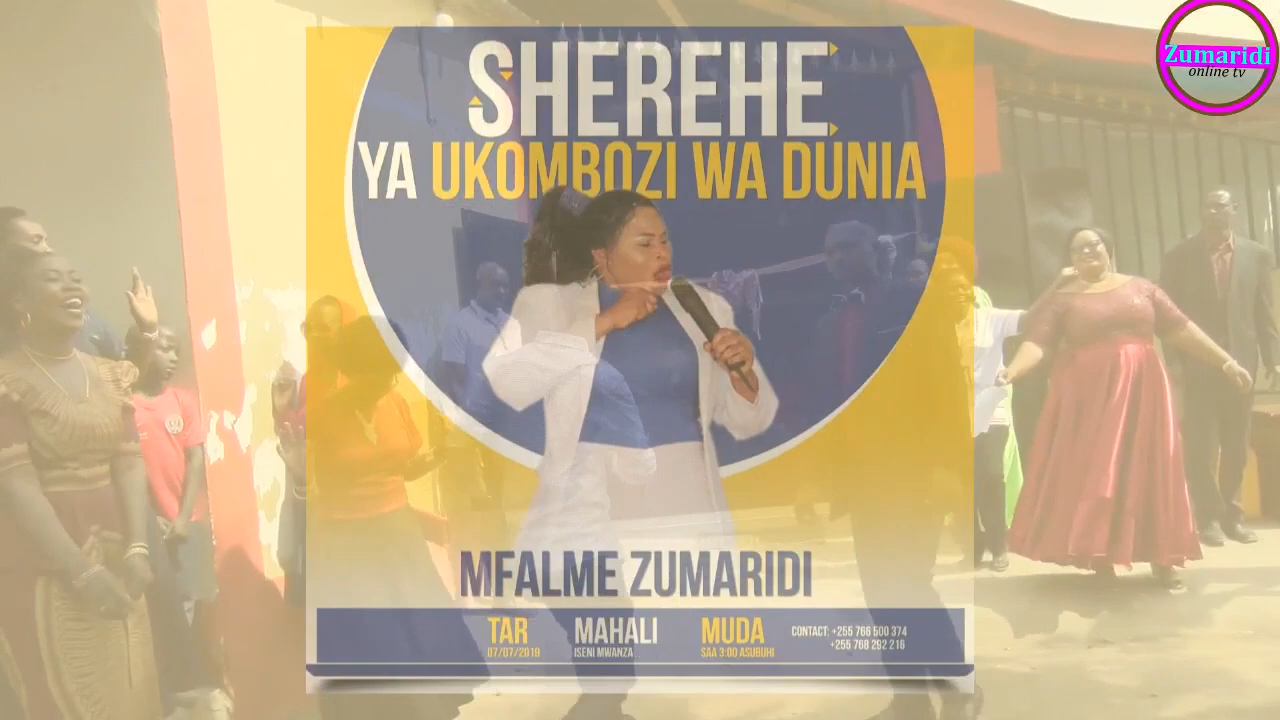 Zumaridi
online tv
SHEREHE
YA UKOMBOZI WA DUNIA
MFALME ZUMARIDI
TAR
07/07/2019
MAHALI
ISENI MWANZA
MUDA
SAA 3:00 ASUBUHI
CONTACT: +255 766 500 374
+255 768 292 216